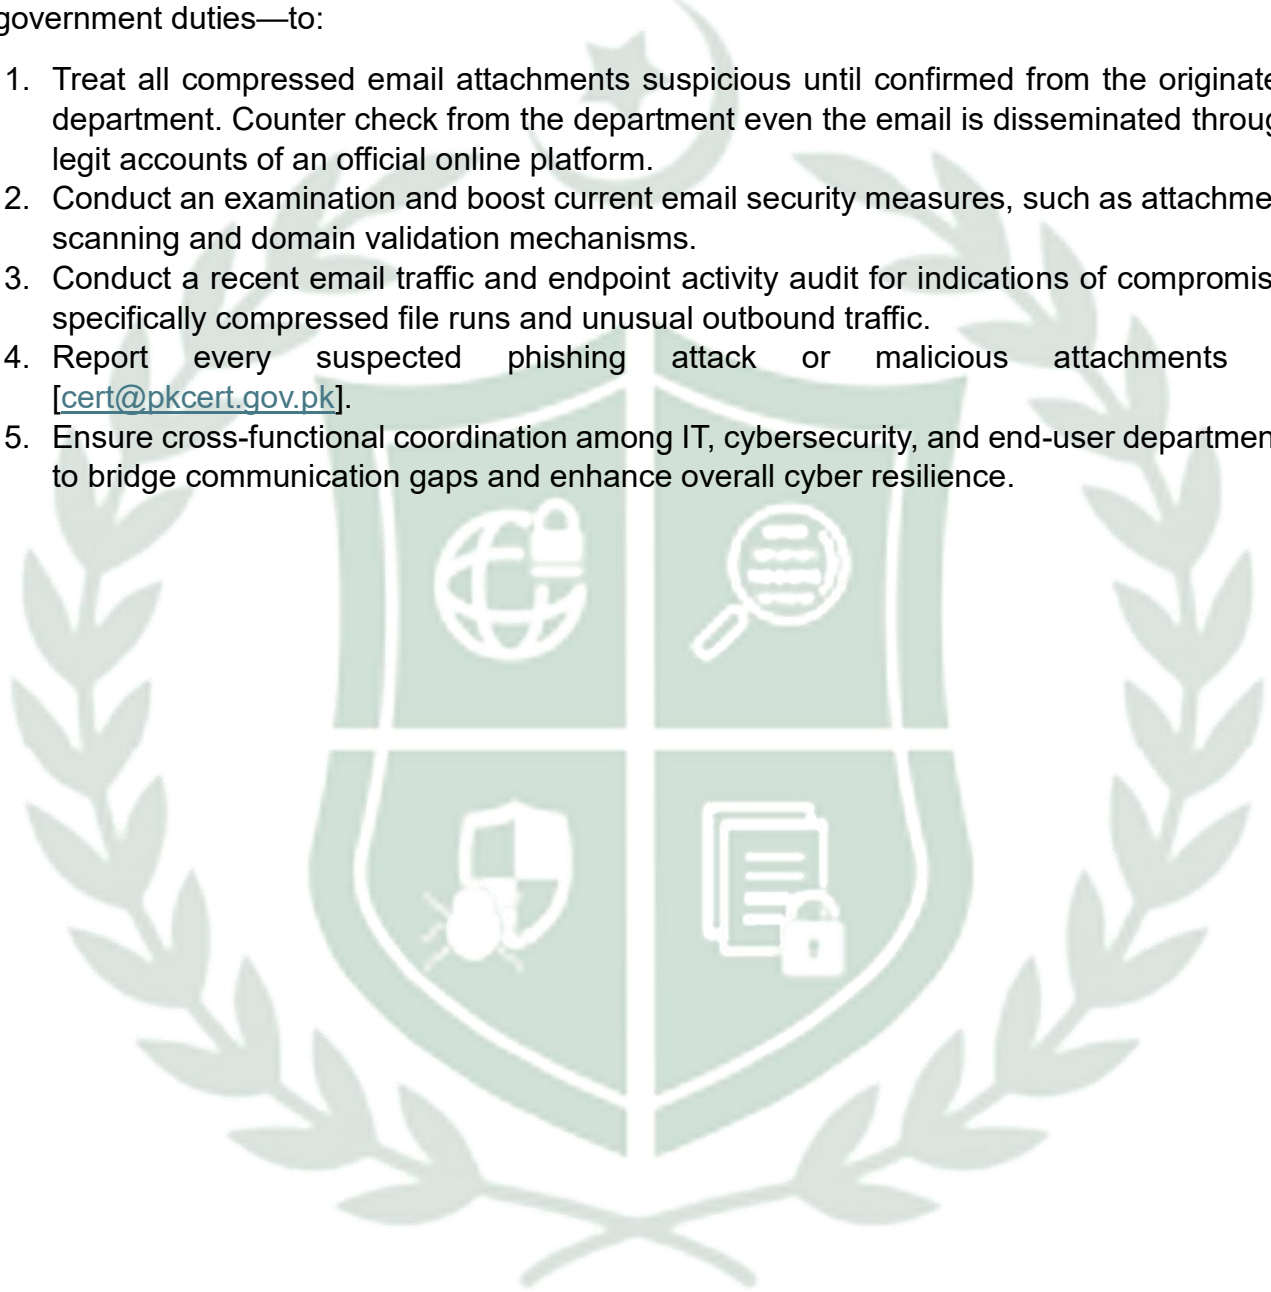 government duties—to:
1. Treat all compressed email attachments suspicious until confirmed from the originate
department. Counter check from the department even the email is disseminated throug
legit accounts of an official online platform.
2. Conduct an examination and boost current email security measures, such as attachme
scanning and domain validation mechanisms.
3. Conduct a recent email traffic and endpoint activity audit for indications of compromis
specifically compressed file runs and unusual outbound traffic.
4. Report every suspected phishing attack or malicious attachments
[cert@pkcert.gov.pk].
5. Ensure cross-functional coordination among IT, cybersecurity, and end-user departmen
to bridge communication gaps and enhance overall cyber resilience.